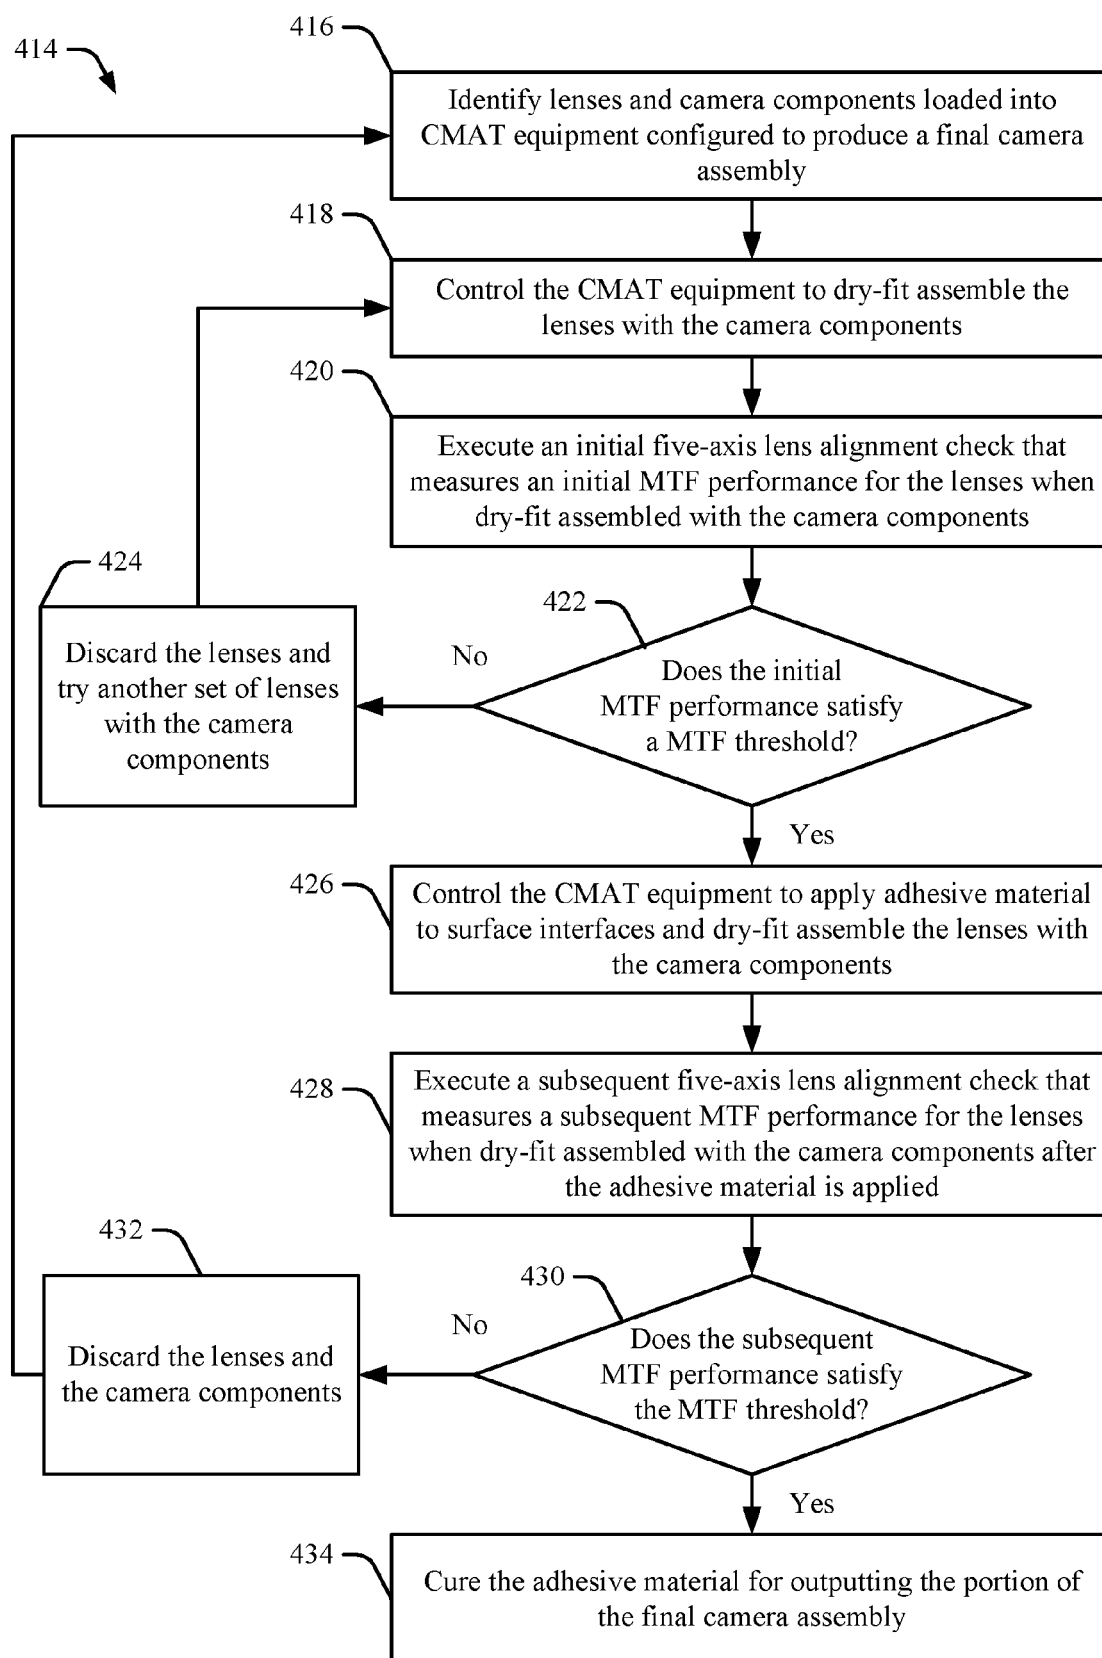 416
414
Identify lenses and camera components loaded into
CMAT equipment configured to produce a final camera
assembly
418
Control the CMAT equipment to dry-fit assemble the
lenses with the camera components
420
Execute an initial five-axis lens alignment check that
measures an initial MTF performance for the lenses when
dry-fit assembled with the camera components
424
Discard the lenses and
try another set of lenses
with the camera
components
422
No
Does the initial
MTF performance satisfy
a MTF threshold?
Yes
426
Control the CMAT equipment to apply adhesive material
to surface interfaces and dry-fit assemble the lenses with
the camera components
428
Execute a subsequent five-axis lens alignment check that
measures a subsequent MTF performance for the lenses
when dry-fit assembled with the camera components after
the adhesive material is applied
432
Discard the lenses and
the camera components
430
No
Does the subsequent
MTF performance satisfy
the MTF threshold?
Yes
434
Cure the adhesive material for outputting the portion of
the final camera assembly